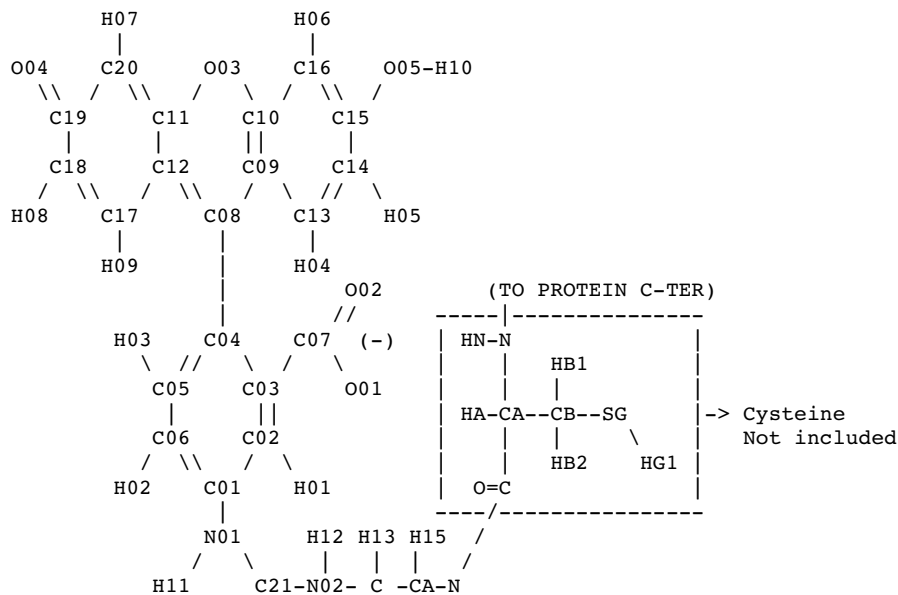 H07               H06
           |                 |
O04       C20     O03       C16     O05-H10
  \\     /  \\   /   \     /  \\   /
    C19       C11     C10       C15
     |         |       ||        |
    C18       C12     C09       C14
   /  \\     /  \\   /   \     // \
H08     C17       C08     C13       H05
         |         |       |
        H09        |      H04
                   |        O02         (TO PROTEIN C-TER)
                   |       //        -----|---------------
        H03       C04     C07  (-)   | HN-N              |
          \     //   \   /  \        |    |   HB1        |
            C05       C03     O01    |    |   |          |
             |         ||            | HA-CA--CB--SG     |-> Cysteine
            C06       C02            |    |   |     \    |   Not included
           /  \\     /  \            |    |   HB2    HG1 |
        H02     C01       H01        |  O=C              |
                 |                   ----/----------------
                N01     H12 H13 H15     /
               /   \     |   |   |     /
            H11     C21-N02- C -CA-N